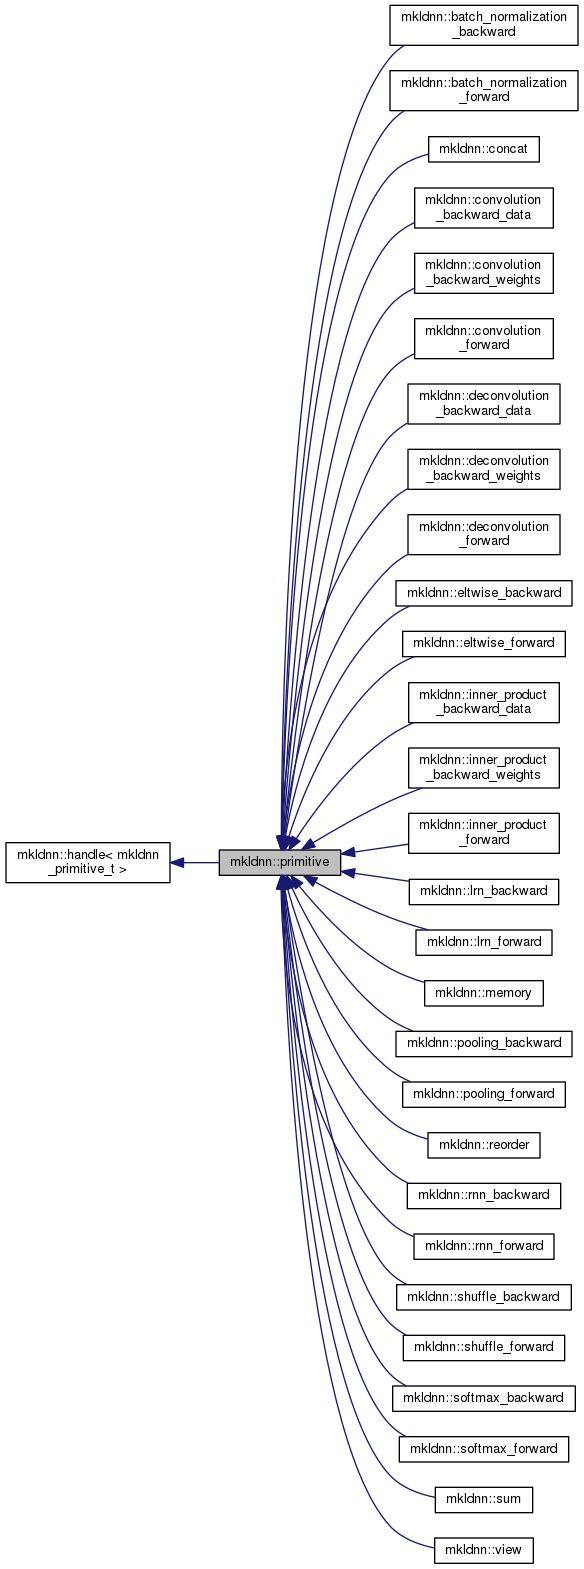 mkldnn::batch_normalization
_backward
mkldnn::batch_normalization
_forward
mkldnn::concat
mkldnn::convolution
_backward_data
mkldnn::convolution
_backward_weights
mkldnn::convolution
_forward
mkldnn::deconvolution
_backward_data
mkldnn::deconvolution
_backward_weights
mkldnn::deconvolution
_forward
mkldnn::eltwise_backward
mkldnn::eltwise_forward
mkldnn::inner_product
_backward_data
mkldnn::inner_product
_backward_weights
mkldnn::inner_product
_forward
mkldnn::handle< mkldnn
_primitive_t >
mkldnn::primitive
mkldnn::lrn_backward
mkldnn::lrn_forward
mkldnn::memory
mkldnn::pooling_backward
mkldnn::pooling_forward
mkldnn::reorder
mkldnn::rnn_backward
mkldnn::rnn_forward
mkldnn::shuffle_backward
mkldnn::shuffle_forward
mkldnn::softmax_backward
mkldnn::softmax_forward
mkldnn::sum
mkldnn::view